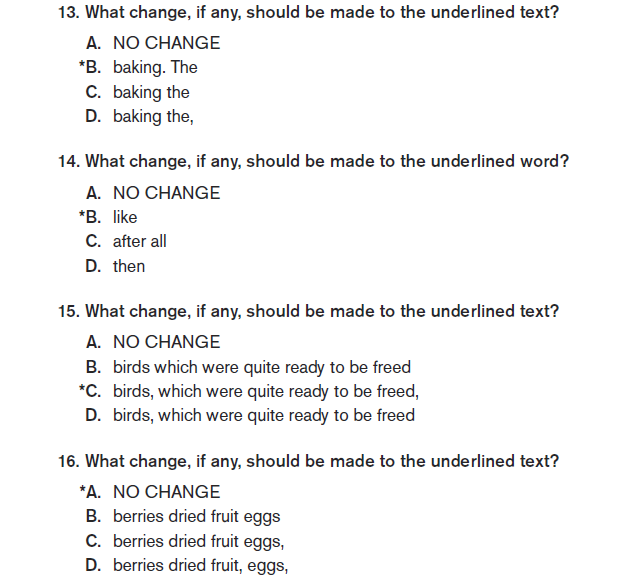 13. What change, if any, should be made to the underlined text?
A. NO CHANGE
*B. baking. The
C. baking the
D. baking the,
14. What change, if any, should be made to the underlined word?
A. NO CHANGE
*B. like
C. after all
D. then
15. What change, if any, should be made to the underlined text?
A. NO CHANGE
B. birds which were quite ready to be freed
*C. birds, which were quite ready to be freed,
D. birds, which were quite ready to be freed
16. What change, if any, should be made to the underlined text?
*A. NO CHANGE
B. berries dried fruit eggs
C. berries dried fruit eggs,
D. berries dried fruit, eggs,